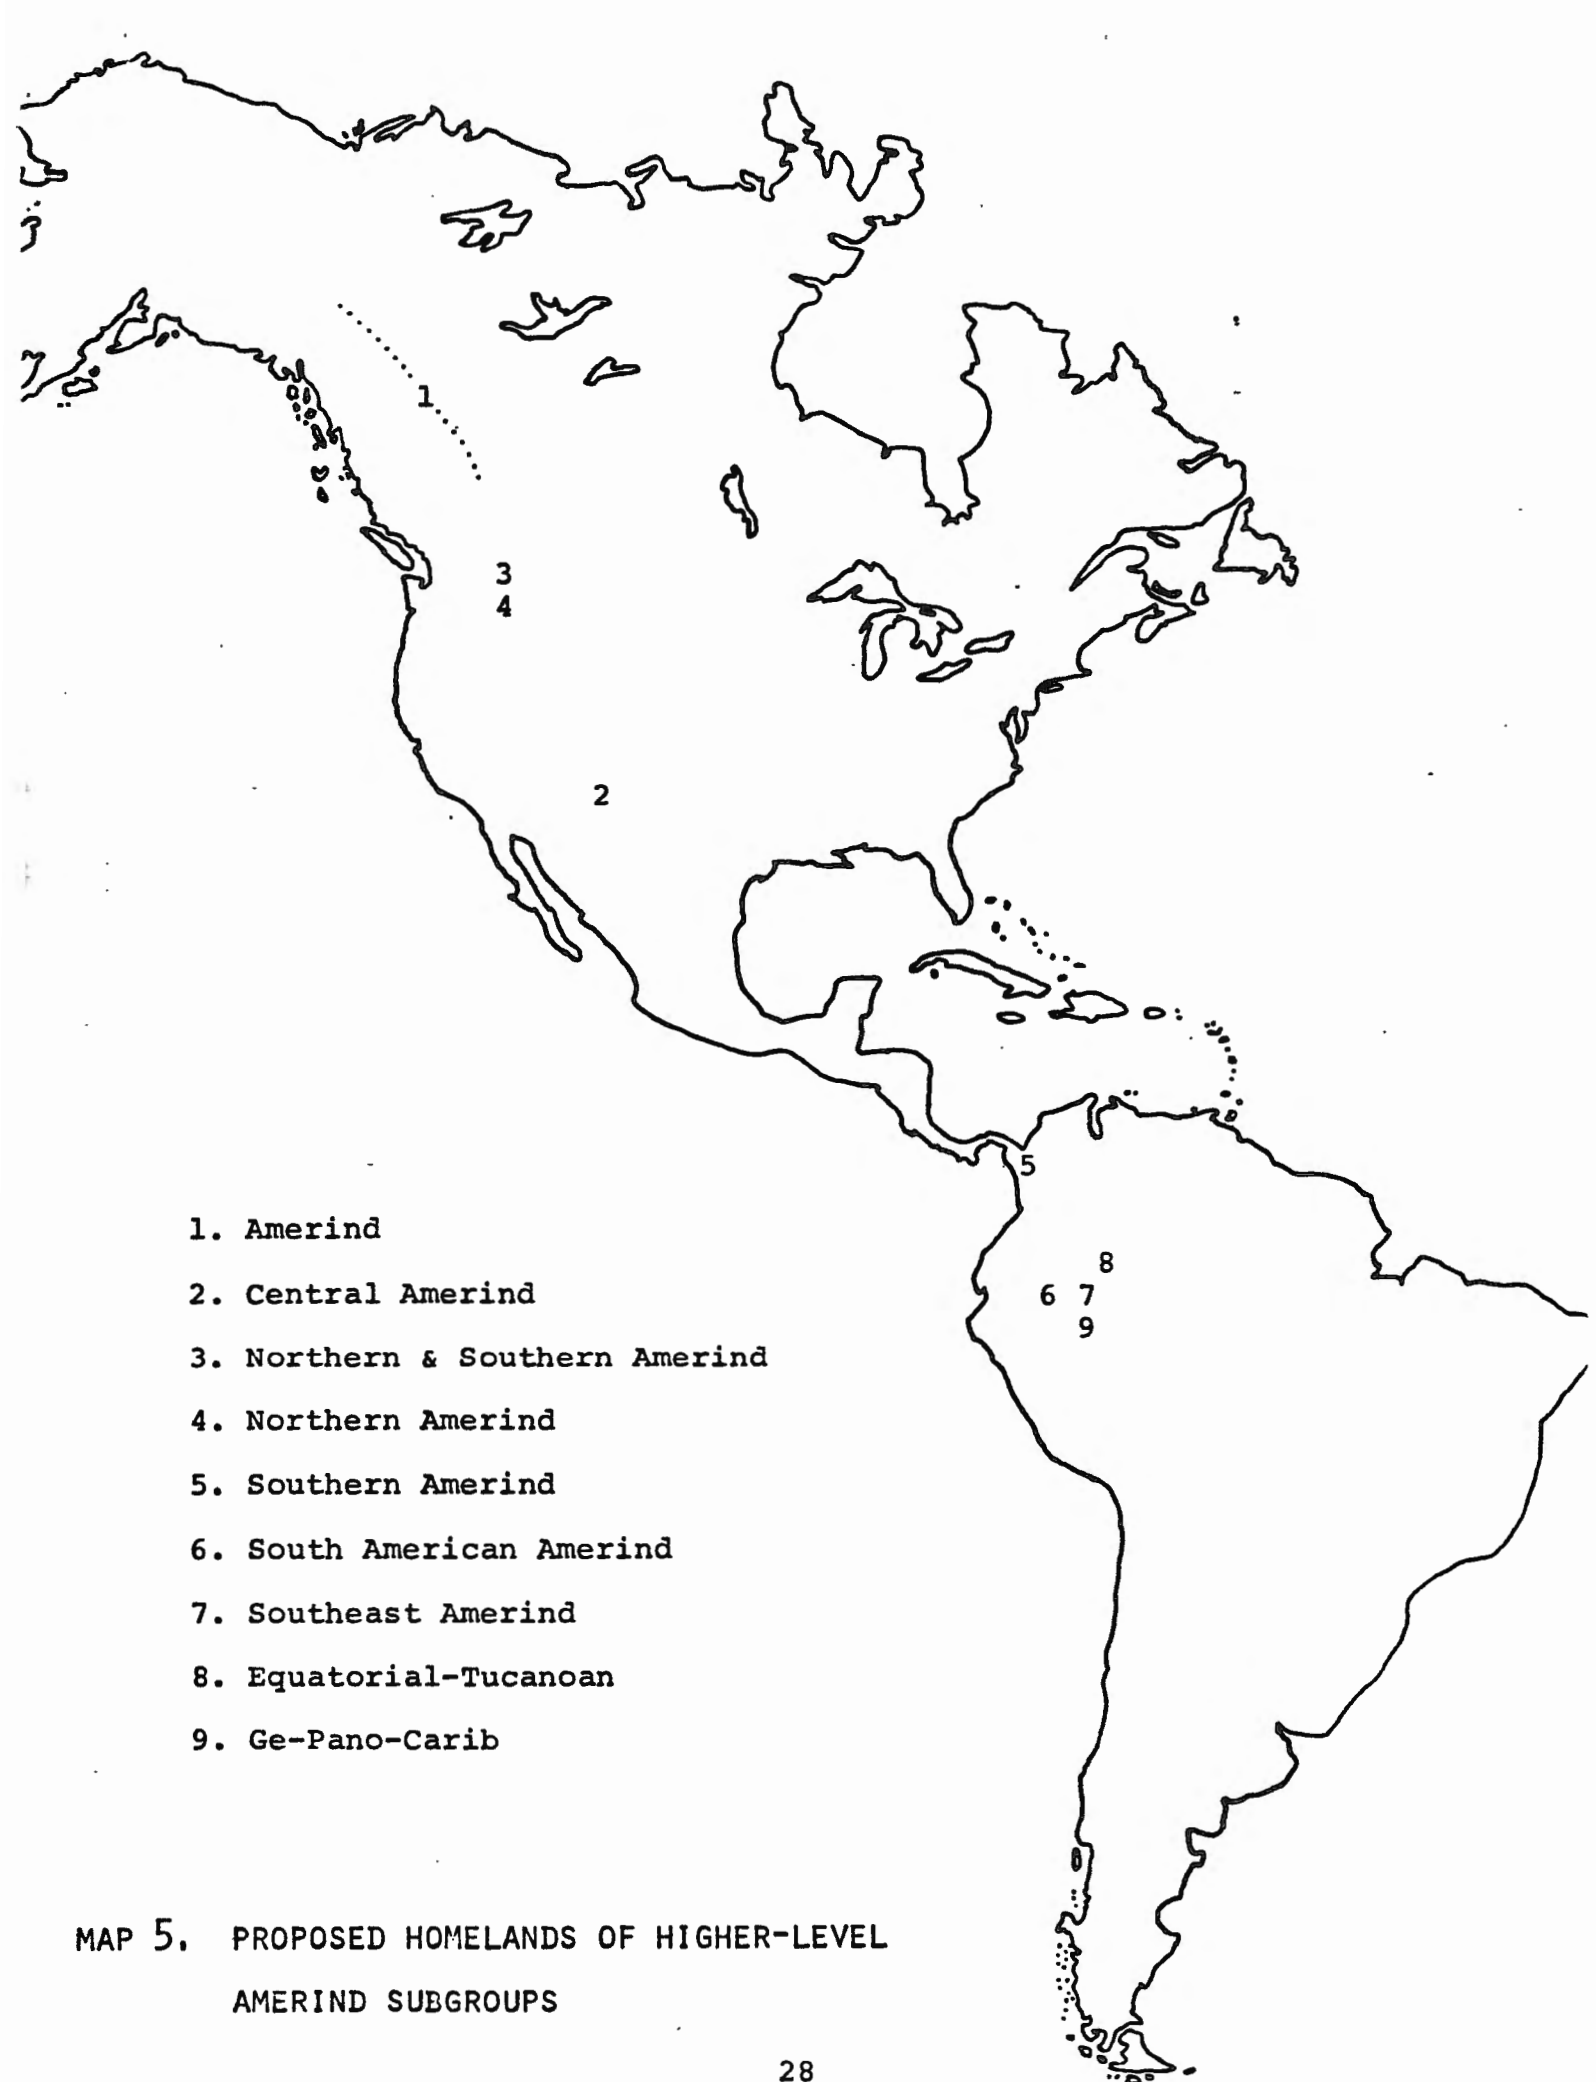 1
3
4
2
5
8
6 7
9
1. Amerind
2. Central Amerind
3. Northern & Southern Amerind
4. Northern Amerind
5. Southern Amerind
6. South American Amerind
7. Southeast Amerind
8. Equatorial-Tucanoan
9. Ge-Pano-Carib
MAP 5. PROPOSED HOMELANDS OF HIGHER-LEVEL
AMERIND SUBGROUPS
28